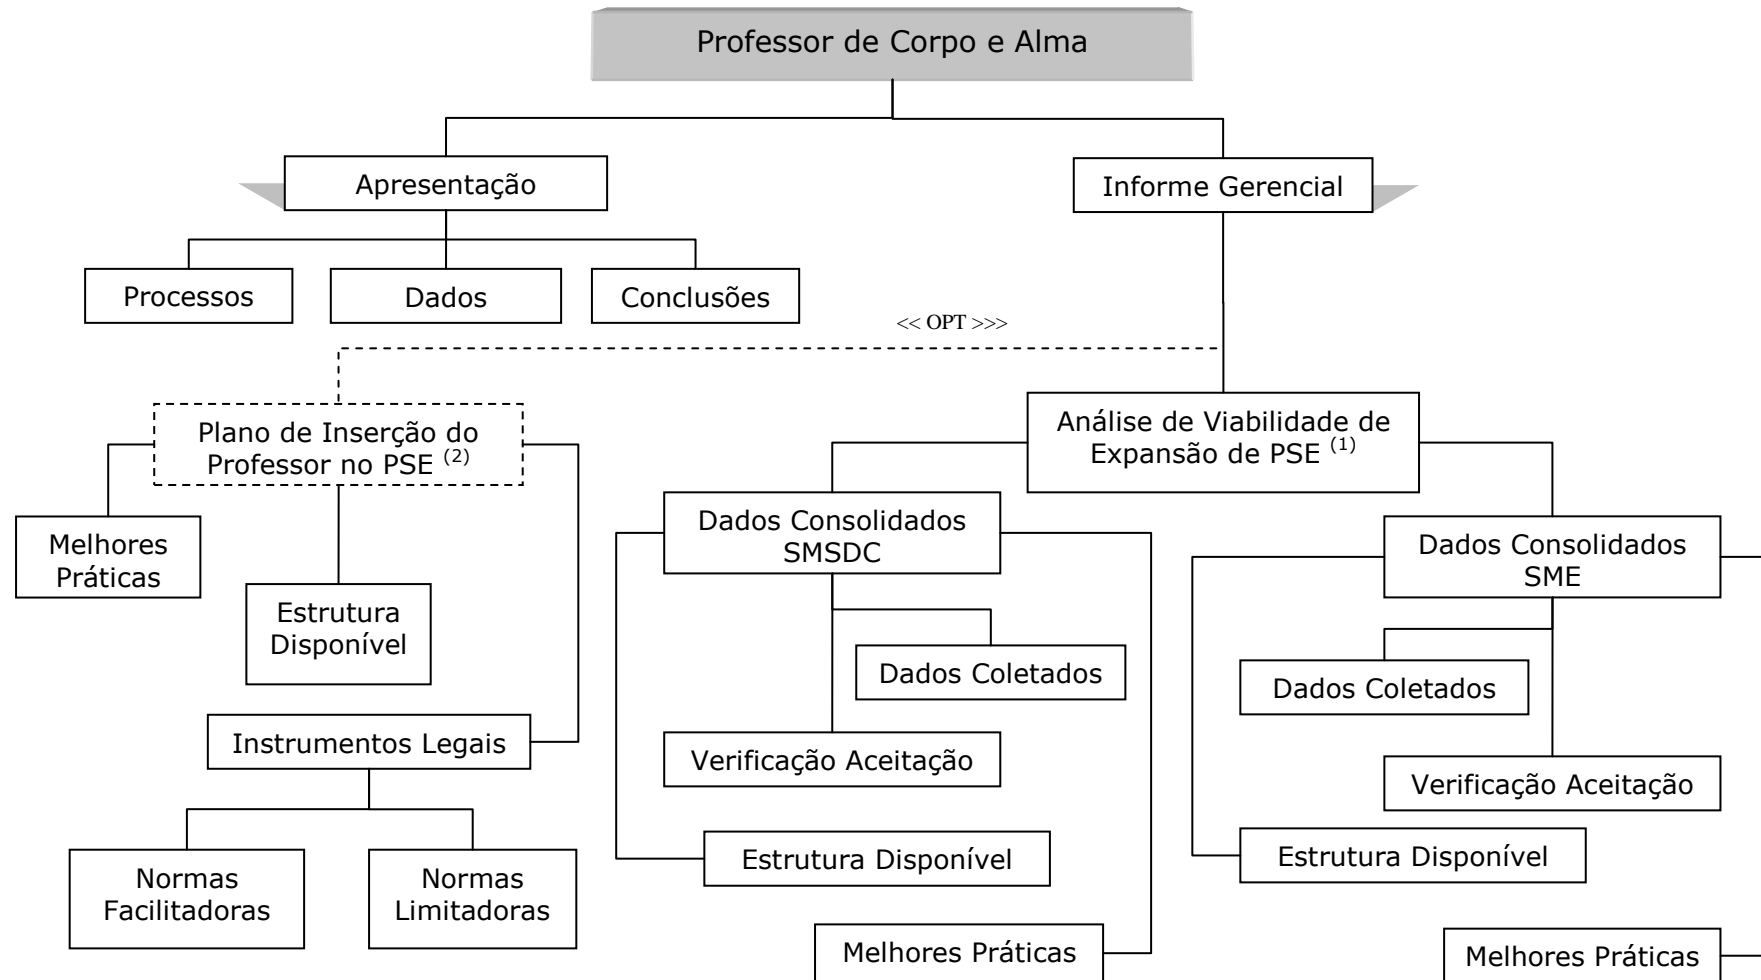 Professor de Corpo e Alma
Apresentação
Informe Gerencial
Processos
Dados
Conclusões
<< OPT >>>
Plano de Inserção do
Professor no PSE (2)
Análise de Viabilidade de
Expansão de PSE (1)
Melhores
Práticas
Estrutura
Disponível
Dados Consolidados
SMSDC
Dados Consolidados
SME
Dados Coletados
Dados Coletados
Instrumentos Legais
Verificação Aceitação
Verificação Aceitação
Estrutura Disponível
Estrutura Disponível
Normas
Facilitadoras
Normas
Limitadoras
Melhores Práticas
Melhores Práticas